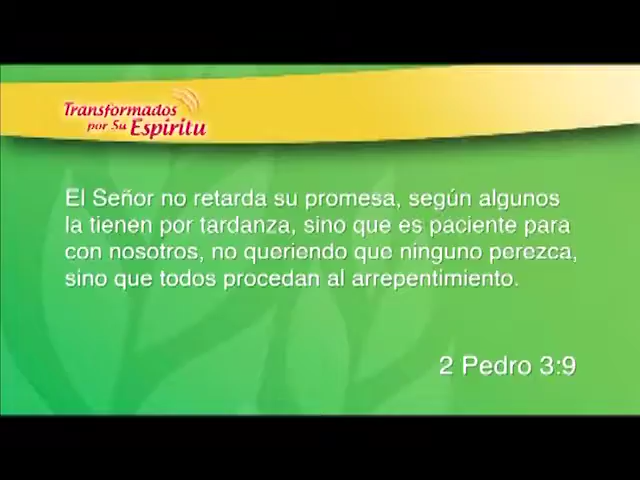 Transformados
por Su Espíritu
El Señor no retarda su promesa, según algunos
la tienen por tardanza, sino que es paciente para
con nosotros, no queriendo que ninguno perezca,
sino que todos procedan al arrepentimiento.
2 Pedro 3:9